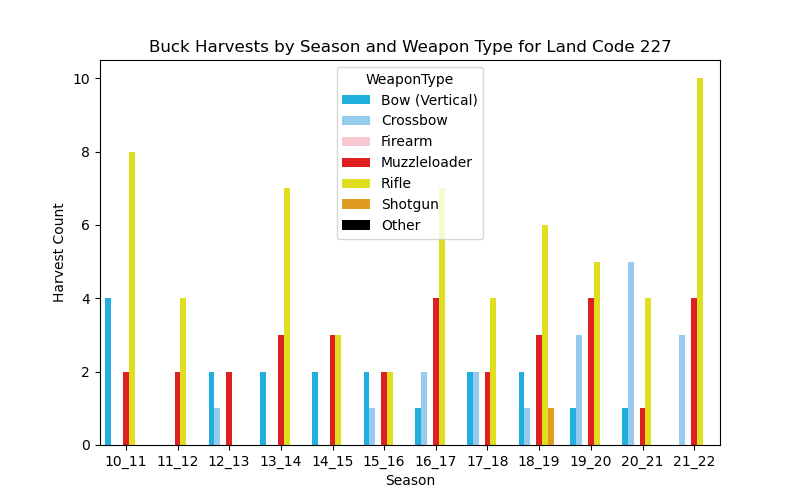 Buck Harvests by Season and Weapon Type for Land Code 227
WeaponType
Bow (Vertical)
Crossbow
Firearm
Muzzleloader
Rifle
Shotgun
Other
Harvest Count
10
8
6
4
2
0
10_11 11_12 12_13 13_14 14_15 15_16 16_17 17_18 18_19 19_20 20_21 21_22
Season